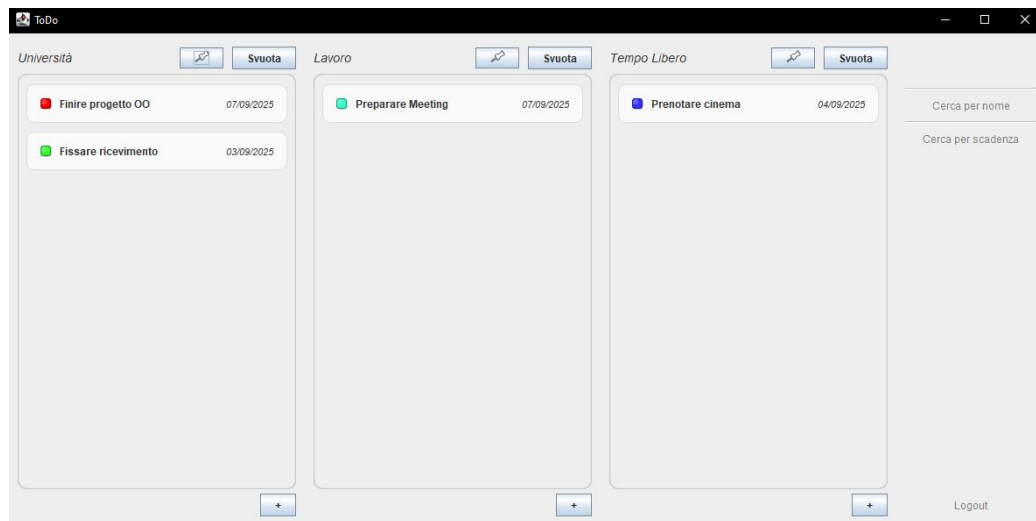 ToDo
Università
Svuota
Finire progetto OO 07/09/2025
Fissare ricevimento 03/09/2025
+
Lavoro
Svuota
Preparare Meeting 07/09/2025
+
Tempo Libero
Svuota
Prenotare cinema 04/09/2025
+
Cerca per nome
Cerca per scadenza
Logout